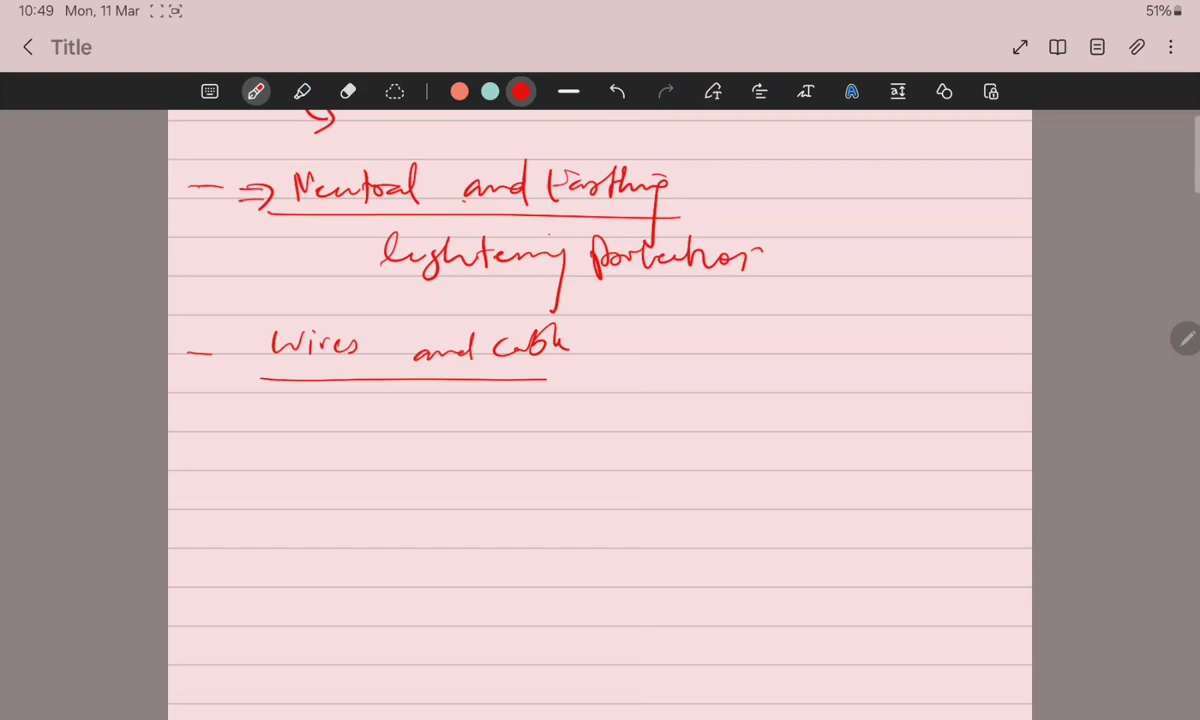 10:49 Mon, 11 Mar 51%
Title
– ⇒ Neutral and Earthing
lightening protection
– Wires and cable